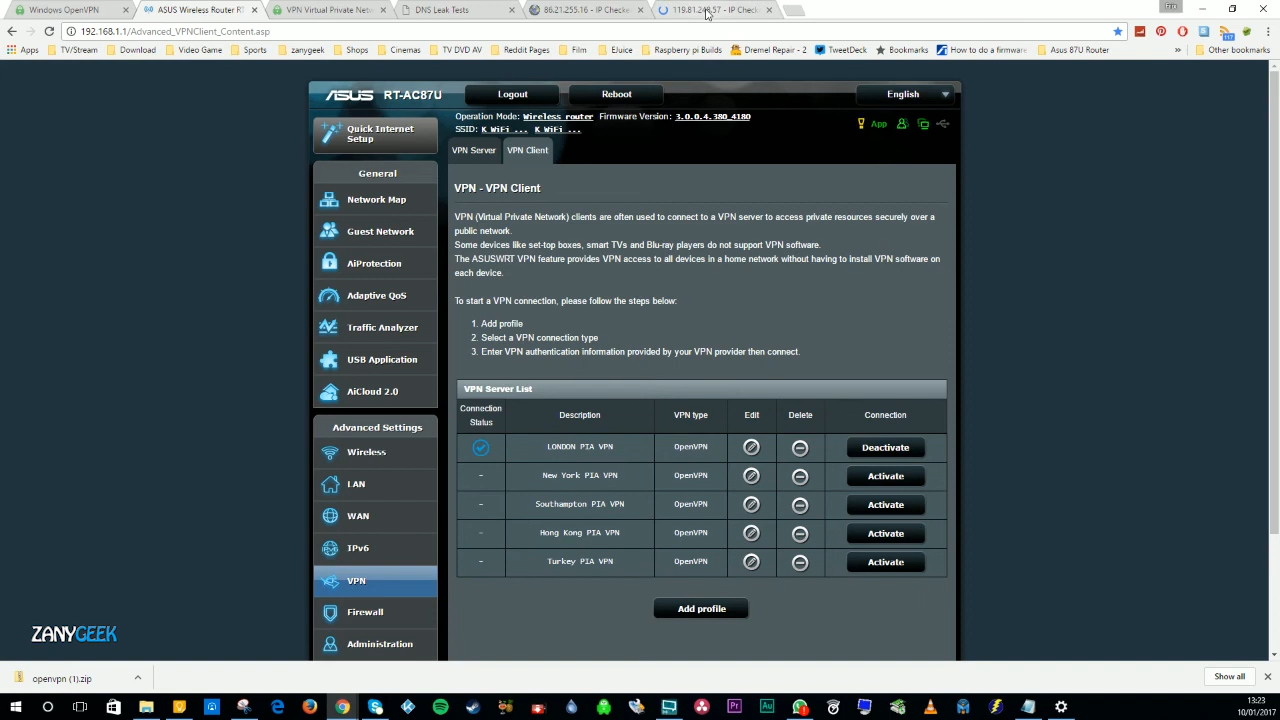 Windows OpenVPN
ASUS Wireless Router RT
VPN Virtual Private Netw
DNS Leak Tests
86.21.255.16 - IP Checke
Erin
192.168.1.1/Advanced_VPNClient_Content.asp
Apps
TV/Stream
Download
Video Game
Sports
zanygeek
Shops
Cinemas
TV DVD AV
Reddit Pages
Film
EJuice
Raspberry pi Builds
Dremel Repair - 2
TweetDeck
Bookmarks
How to do a firmware
Asus 87U Router
»
Other bookmarks
ASUS RT-AC87U
Logout
Reboot
English
Quick Internet Setup
Operation Mode: Wireless router Firmware Version: 3.0.0.4.380_4180
SSID: K WiFi ... K WiFi ...
App
VPN Server
VPN Client
General
Network Map
Guest Network
AiProtection
Adaptive QoS
Traffic Analyzer
USB Application
AiCloud 2.0
Advanced Settings
Wireless
LAN
WAN
IPv6
VPN
Firewall
Administration
VPN - VPN Client
VPN (Virtual Private Network) clients are often used to connect to a VPN server to access private resources securely over a
public network.
Some devices like set-top boxes, smart TVs and Blu-ray players do not support VPN software.
The ASUSWRT VPN feature provides VPN access to all devices in a home network without having to install VPN software on
each device.
To start a VPN connection, please follow the steps below:
1. Add profile
2. Select a VPN connection type
3. Enter VPN authentication information provided by your VPN provider then connect.
VPN Server List
Connection Status
Description
VPN type
Edit
Delete
Connection
LONDON PIA VPN OpenVPN Deactivate
- New York PIA VPN OpenVPN Activate
- Southampton PIA VPN OpenVPN Activate
- Hong Kong PIA VPN OpenVPN Activate
- Turkey PIA VPN OpenVPN Activate
Add profile
ZANYGEEK
openvpn (1).zip
Show all
13:23
10/01/2017